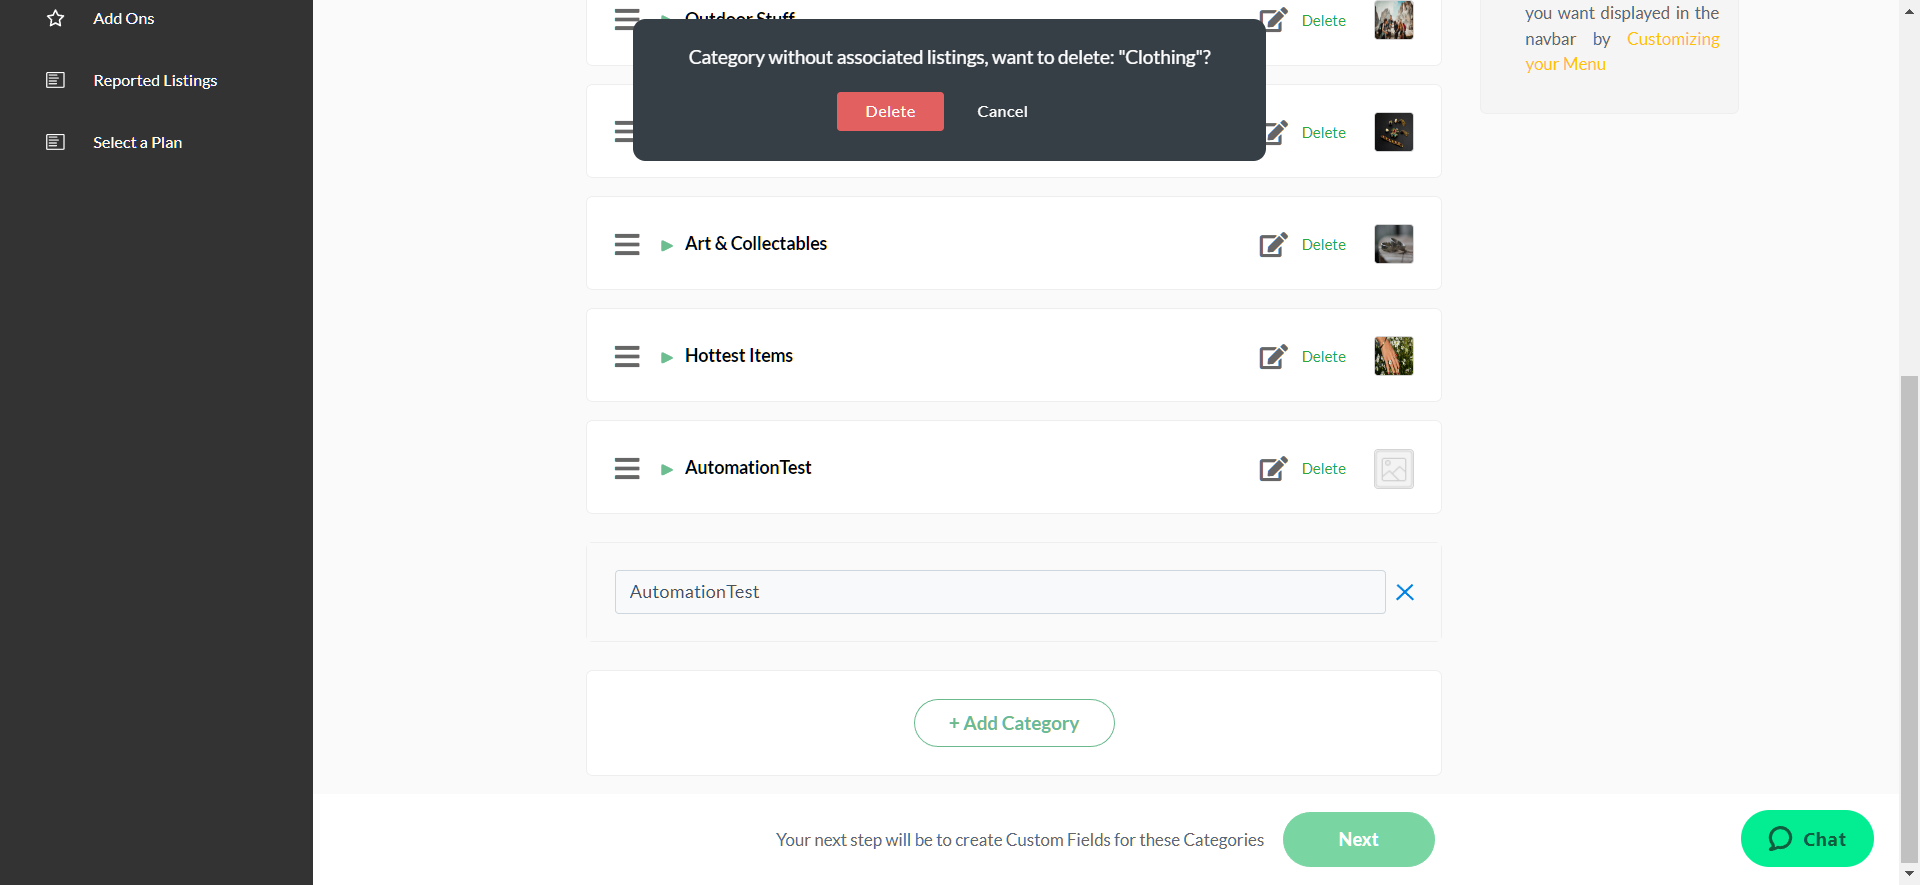 Add Ons
Reported Listings
Select a Plan
Outdoor Stuff
Delete
Category without associated listings, want to delete: "Clothing"?
Delete
Cancel
Delete
Art & Collectables
Delete
Hottest Items
Delete
AutomationTest
Delete
AutomationTest
+ Add Category
Your next step will be to create Custom Fields for these Categories
Next
you want displayed in the
navbar by Customizing
your Menu
Chat